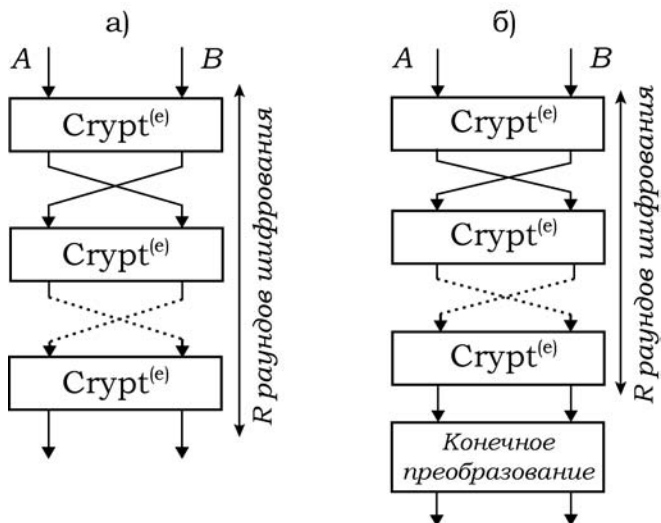 а)
A
B
Crypt(e)
Crypt(e)
Crypt(e)
R раундов шифрования
б)
A
B
Crypt(e)
Crypt(e)
Crypt(e)
Конечное
преобразование
R раундов шифрования